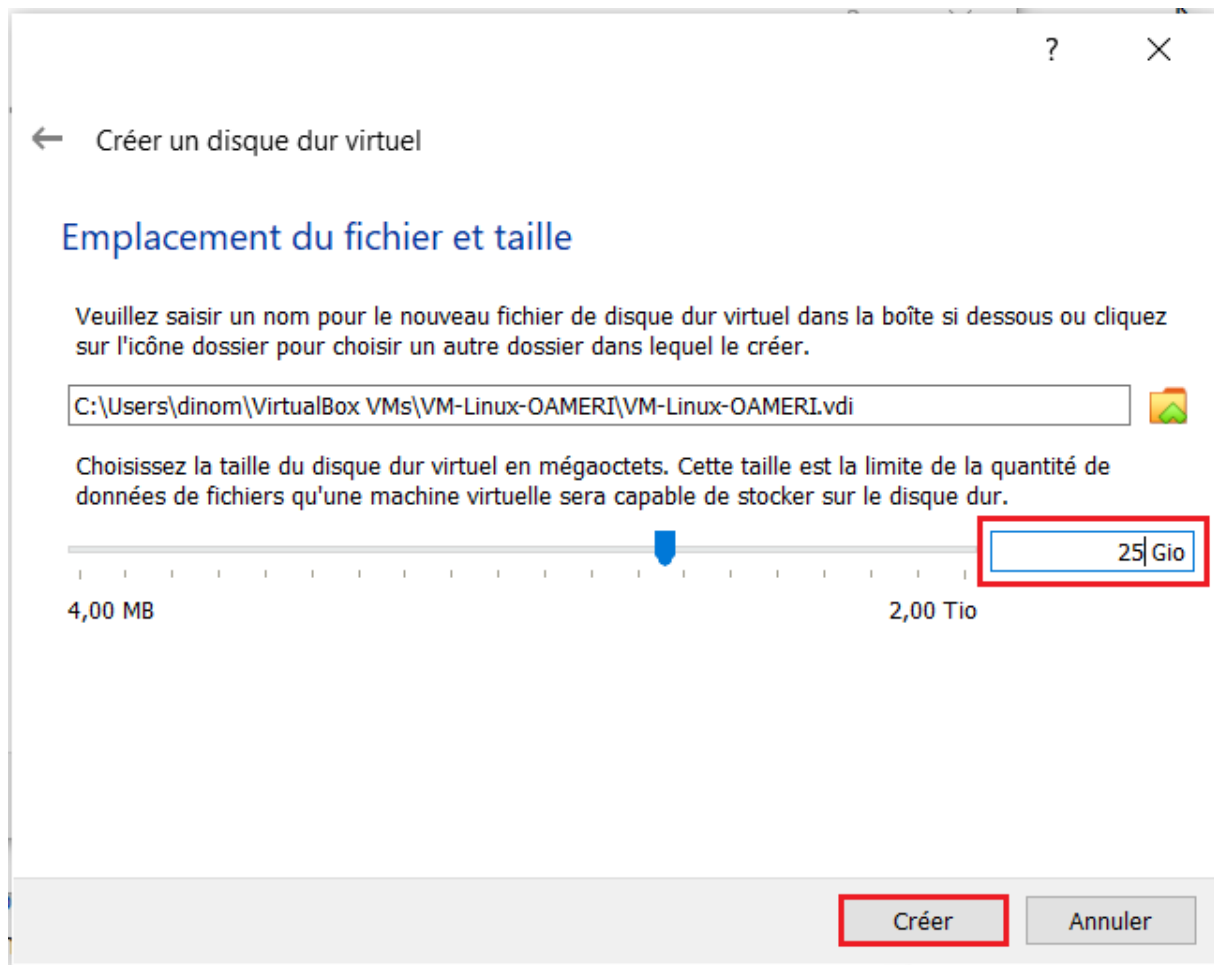 ?
Créer un disque dur virtuel
Emplacement du fichier et taille
Veuillez saisir un nom pour le nouveau fichier de disque dur virtuel dans la boîte si dessous ou cliquez
sur l'icône dossier pour choisir un autre dossier dans lequel le créer.
C:\Users\dinom\VirtualBox VMs\VM-Linux-OAMERI\VM-Linux-OAMERI.vdi
Choisissez la taille du disque dur virtuel en mégaoctets. Cette taille est la limite de la quantité de
données de fichiers qu'une machine virtuelle sera capable de stocker sur le disque dur.
25 Gio
4,00 MB 2,00 Tio
Créer Annuler